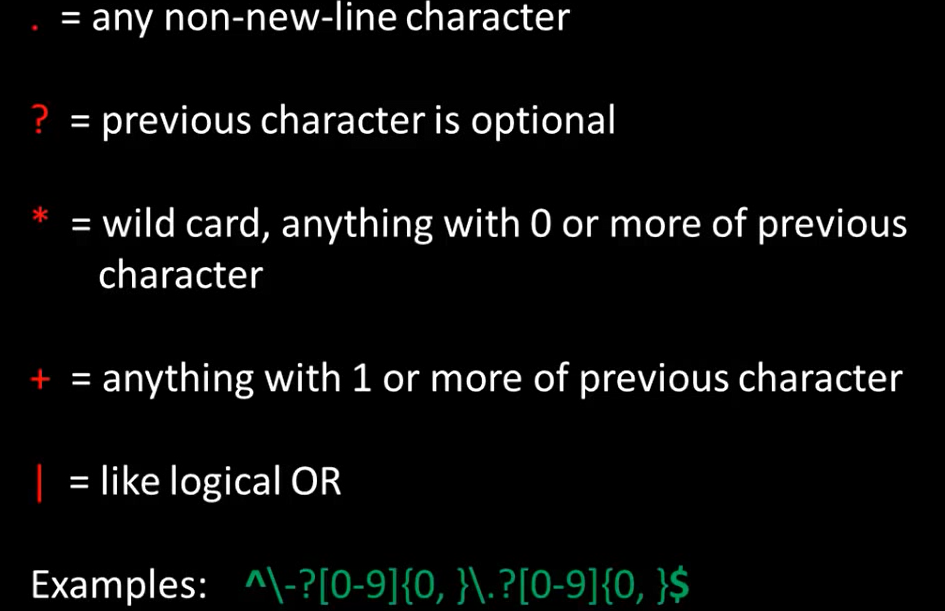 . = any non-new-line character
? = previous character is optional
* = wild card, anything with 0 or more of previous
character
+ = anything with 1 or more of previous character
| = like logical OR
Examples: ^\-?[0-9]{0, }\.?[0-9]{0, }$